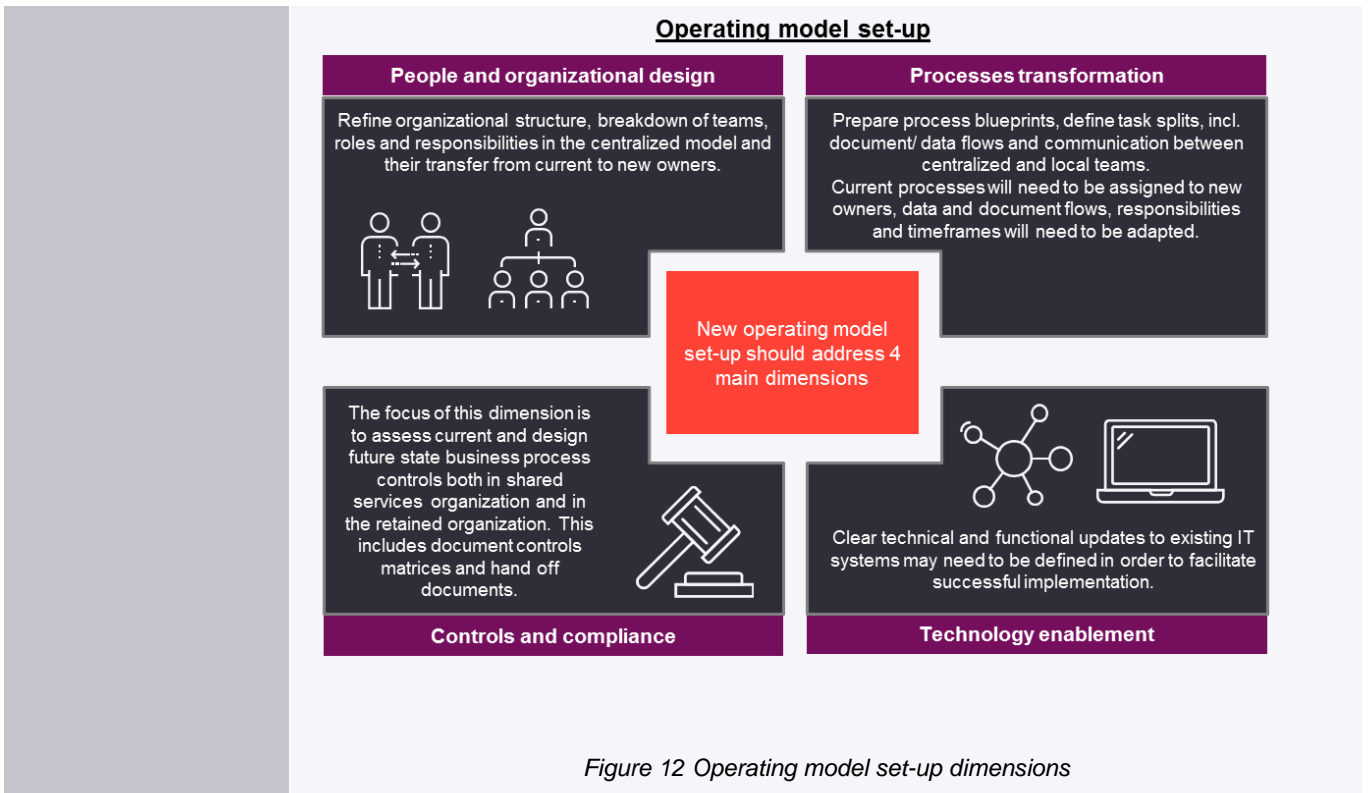 Operating model set-up
People and organizational design
Refine organizational structure, breakdown of teams,
roles and responsibilities in the centralized model and
their transfer from current to new owners.
Processes transformation
Prepare process blueprints, define task splits, incl.
document/ data flows and communication between
centralized and local teams.
Current processes will need to be assigned to new
owners, data and document flows, responsibilities
and timeframes will need to be adapted.
New operating model
set-up should address 4
main dimensions
The focus of this dimension is
to assess current and design
future state business process
controls both in shared
services organization and in
the retained organization. This
includes document controls
matrices and hand off
documents.
Controls and compliance
Clear technical and functional updates to existing IT
systems may need to be defined in order to facilitate
successful implementation.
Technology enablement
Figure 12 Operating model set-up dimensions